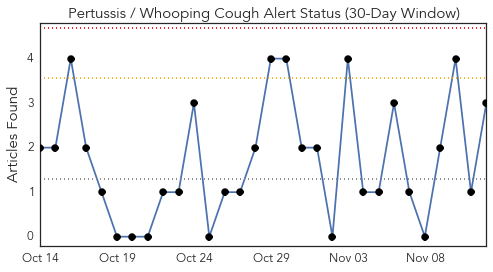 Pertussis / Whooping Cough Alert Status (30-Day Window)
Articles Found
4
3
2
1
0
Oct 14 Oct 19 Oct 24 Oct 29 Nov 03 Nov 08